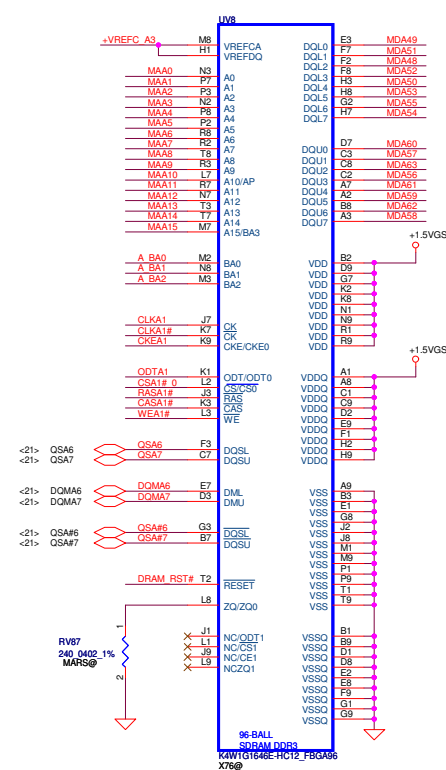 UV8
+VREFC_A3 M8 VREFCA DQL0 E3 MDA49
H1 VREFDQ DQL1 F7 MDA51
DQL2 F2 MDA48
MAA0 N3 A0 DQL3 F8 MDA52
MAA1 P7 A1 DQL4 H3 MDA50
MAA2 P3 A2 DQL5 H8 MDA53
MAA3 N2 A3 DQL6 G2 MDA55
MAA4 P8 A4 DQL7 H7 MDA54
MAA5 P2 A5
MAA6 R8 A6
MAA7 R2 A7 DQU0 D7 MDA60
MAA8 T8 A8 DQU1 C3 MDA57
MAA9 R3 A9 DQU2 C8 MDA63
MAA10 L7 A10/AP DQU3 C2 MDA56
MAA11 R7 A11 DQU4 A7 MDA61
MAA12 N7 A12 DQU5 A2 MDA59
MAA13 T3 A13 DQU6 B8 MDA62
MAA14 T7 A14 DQU7 A3 MDA58
MAA15 M7 A15/BA3
+1.5VGS
A_BA0 M2 BA0 VDD B2
A_BA1 N8 BA1 VDD D9
A_BA2 M3 BA2 VDD G7
VDD K2
VDD K8
VDD N1
CLKA1 J7 CK VDD N9
CLKA1# K7 CK VDD R1
CKEA1 K9 CKE/CKE0 VDD R9
+1.5VGS
ODTA1 K1 ODT/ODT0 VDDQ A1
CSA1#_0 L2 CS/CS0 VDDQ A8
RASA1# J3 RAS VDDQ C1
CASA1# K3 CAS VDDQ C9
WEA1# L3 WE VDDQ D2
VDDQ E9
VDDQ F1
<21> QSA6 QSA6 F3 DQSL VDDQ H2
<21> QSA7 QSA7 C7 DQSU VDDQ H9
<21> DQMA6 DQMA6 E7 DML VSS A9
<21> DQMA7 DQMA7 D3 DMU VSS B3
VSS E1
VSS G8
<21> QSA#6 QSA#6 G3 DQSL VSS J2
<21> QSA#7 QSA#7 B7 DQSU VSS J8
VSS M1
VSS M9
VSS P1
DRAM_RST# T2 RESET VSS P9
VSS T1
L8 ZQ/ZQ0 VSS T9
J1 NC/ODT1 VSSQ B1
L1 NC/CS1 VSSQ B9
J9 NC/CE1 VSSQ D1
L9 NCZQ1 VSSQ D8
VSSQ E2
VSSQ E8
VSSQ F9
VSSQ G1
VSSQ G9
1
RV87
240_0402_1%
MARS@
2
96-BALL
SDRAM DDR3
K4W1G1646E-HC12_FBGA96
X76@